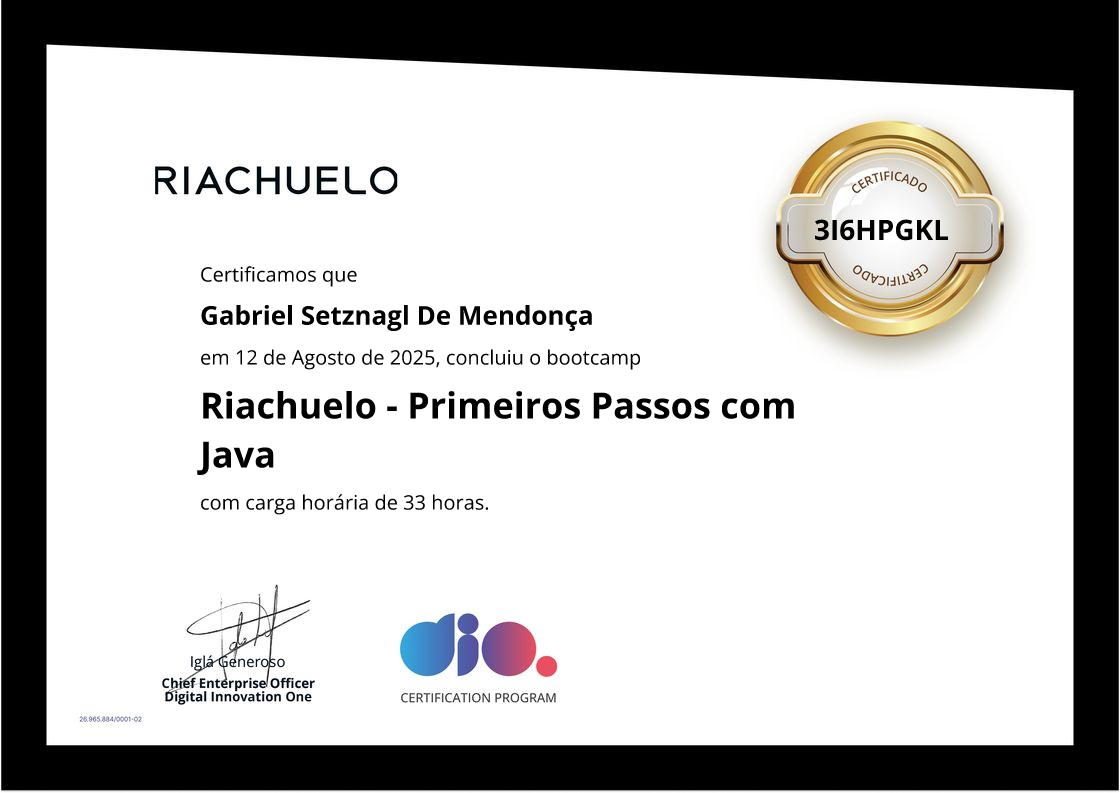 RIACHUELO
CERTIFICADO
3I6HPGKL
CERTIFICADO
Certificamos que
Gabriel Setznagl De Mendonça
em 12 de Agosto de 2025, concluiu o bootcamp
Riachuelo - Primeiros Passos com
Java
com carga horária de 33 horas.
Iglá Generoso
Chief Enterprise Officer
Digital Innovation One
dio.
CERTIFICATION PROGRAM
26.965.884/0001-02